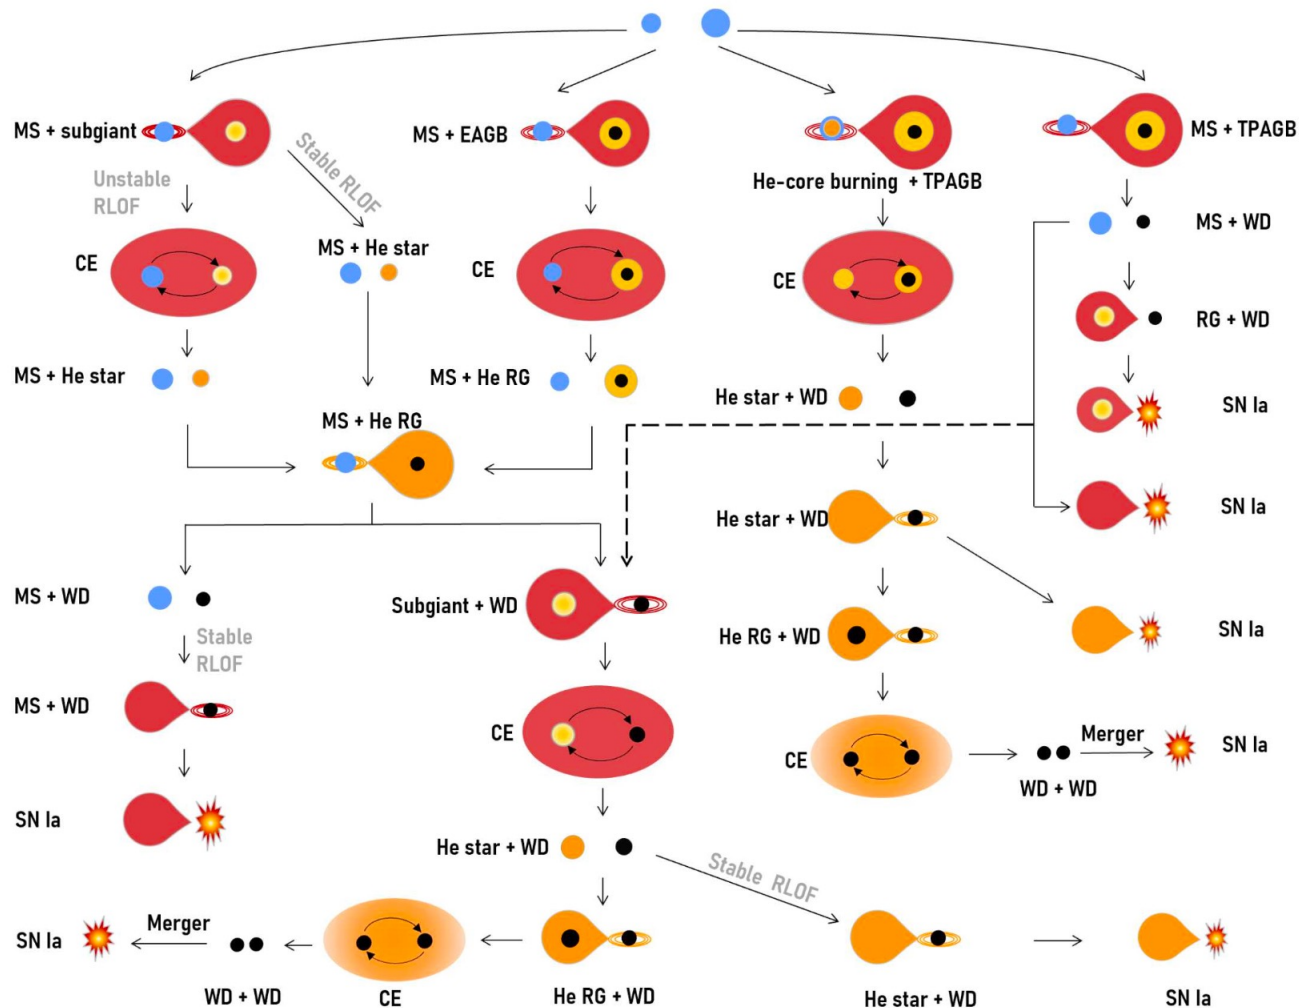 MS + subgiant
MS + EAGB
He-core burning + TPAGB
MS + TPAGB
Unstable
RLOF
Stable RLOF
CE
MS + He star
CE
CE
MS + WD
RG + WD
MS + He star
MS + He RG
He star + WD
SN Ia
MS + He RG
He star + WD
SN Ia
MS + WD
Subgiant + WD
He RG + WD
SN Ia
Stable
RLOF
MS + WD
CE
CE
Merger
SN Ia
WD + WD
SN Ia
He star + WD
Stable RLOF
SN Ia
Merger
WD + WD
CE
He RG + WD
He star + WD
SN Ia